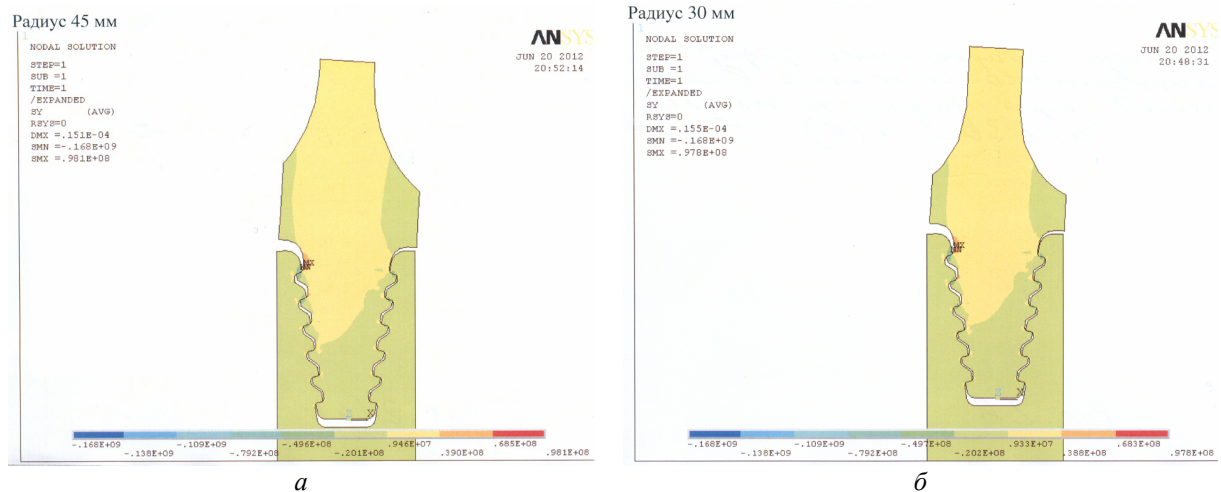 Радиус 45 мм
1
NODAL SOLUTION
STEP=1
SUB =1
TIME=1
/EXPANDED
SY (AVG)
RSYS=0
DMX =.151E-04
SMN =-.168E+09
SMX =.981E+08
ANSYS
JUN 20 2012
20:52:14
MX
Z X
-.168E+09 -.109E+09 -.496E+08 .946E+07 .685E+08
-.138E+09 -.792E+08 -.201E+08 .390E+08 .981E+08
а
Радиус 30 мм
1
NODAL SOLUTION
STEP=1
SUB =1
TIME=1
/EXPANDED
SY (AVG)
RSYS=0
DMX =.155E-04
SMN =-.168E+09
SMX =.978E+08
ANSYS
JUN 20 2012
20:48:31
MX
Z X
-.168E+09 -.109E+09 -.497E+08 .933E+07 .683E+08
-.138E+09 -.792E+08 -.202E+08 .388E+08 .978E+08
б